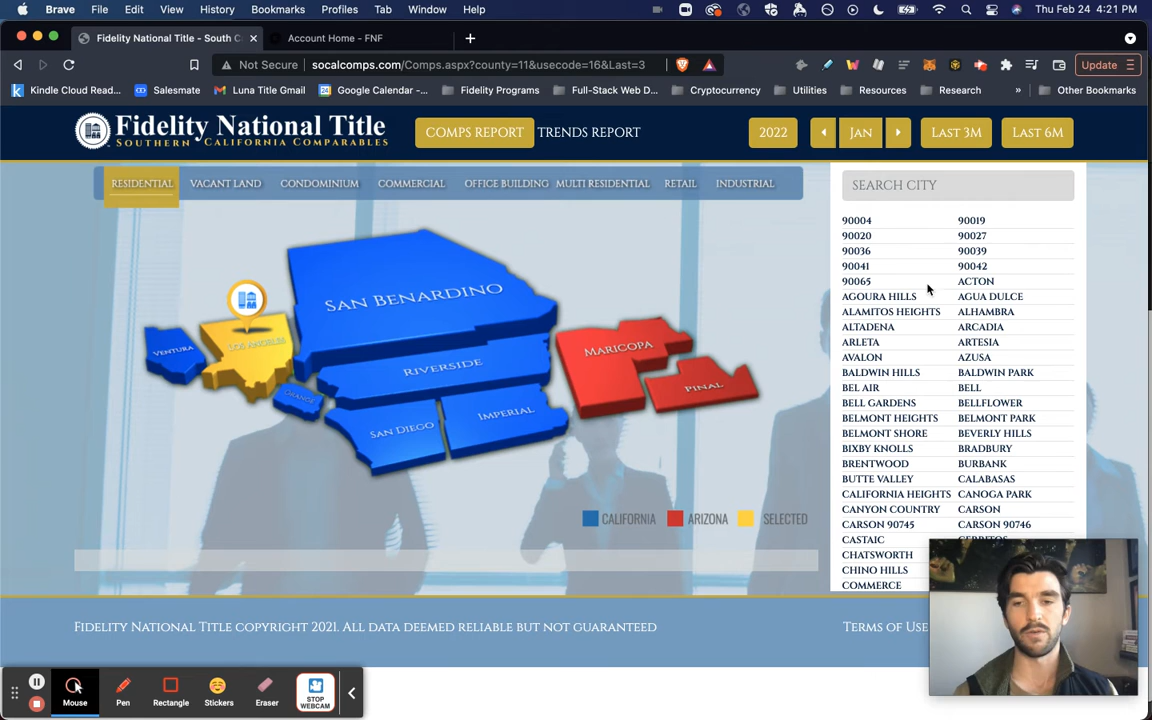 Brave File Edit View History Bookmarks Profiles Tab Window Help Thu Feb 24 4:21 PM
Fidelity National Title - South C Account Home - FNF
Not Secure socalcomps.com/Comps.aspx?county=11&usecode=16&Last=3 Update
Kindle Cloud Read... Salesmate Luna Title Gmail Google Calendar -... Fidelity Programs Full-Stack Web D... Cryptocurrency Utilities Resources Research » Other Bookmarks
Fidelity National Title
SOUTHERN CALIFORNIA COMPARABLES
COMPS REPORT TRENDS REPORT 2022 JAN LAST 3M LAST 6M
RESIDENTIAL VACANT LAND CONDOMINIUM COMMERCIAL OFFICE BUILDING MULTI RESIDENTIAL RETAIL INDUSTRIAL
SAN BENARDINO
VENTURA
LOS ANGELES
RIVERSIDE
ORANGE
SAN DIEGO
IMPERIAL
MARICOPA
PINAL
CALIFORNIA ARIZONA SELECTED
SEARCH CITY
90004 90019
90020 90027
90036 90039
90041 90042
90065 ACTON
AGOURA HILLS AGUA DULCE
ALAMITOS HEIGHTS ALHAMBRA
ALTADENA ARCADIA
ARLETA ARTESIA
AVALON AZUSA
BALDWIN HILLS BALDWIN PARK
BEL AIR BELL
BELL GARDENS BELLFLOWER
BELMONT HEIGHTS BELMONT PARK
BELMONT SHORE BEVERLY HILLS
BIXBY KNOLLS BRADBURY
BRENTWOOD BURBANK
BUTTE VALLEY CALABASAS
CALIFORNIA HEIGHTS CANOGA PARK
CANYON COUNTRY CARSON
CARSON 90745 CARSON 90746
CASTAIC CERRITOS
CHATSWORTH
CHINO HILLS
COMMERCE
FIDELITY NATIONAL TITLE COPYRIGHT 2021. ALL DATA DEEMED RELIABLE BUT NOT GUARANTEED
TERMS OF USE
Mouse Pen Rectangle Stickers Eraser STOP WEBCAM